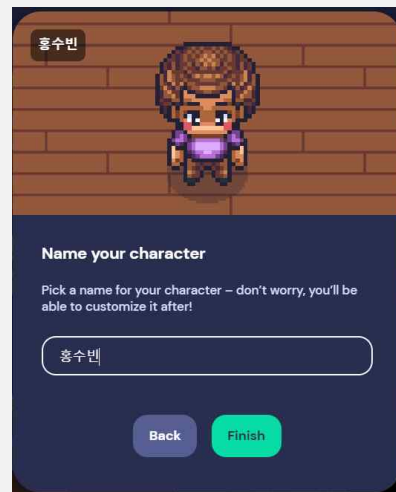 홍수빈
Name your character
Pick a name for your character – don't worry, you'll be
able to customize it after!
홍수빈
Back
Finish